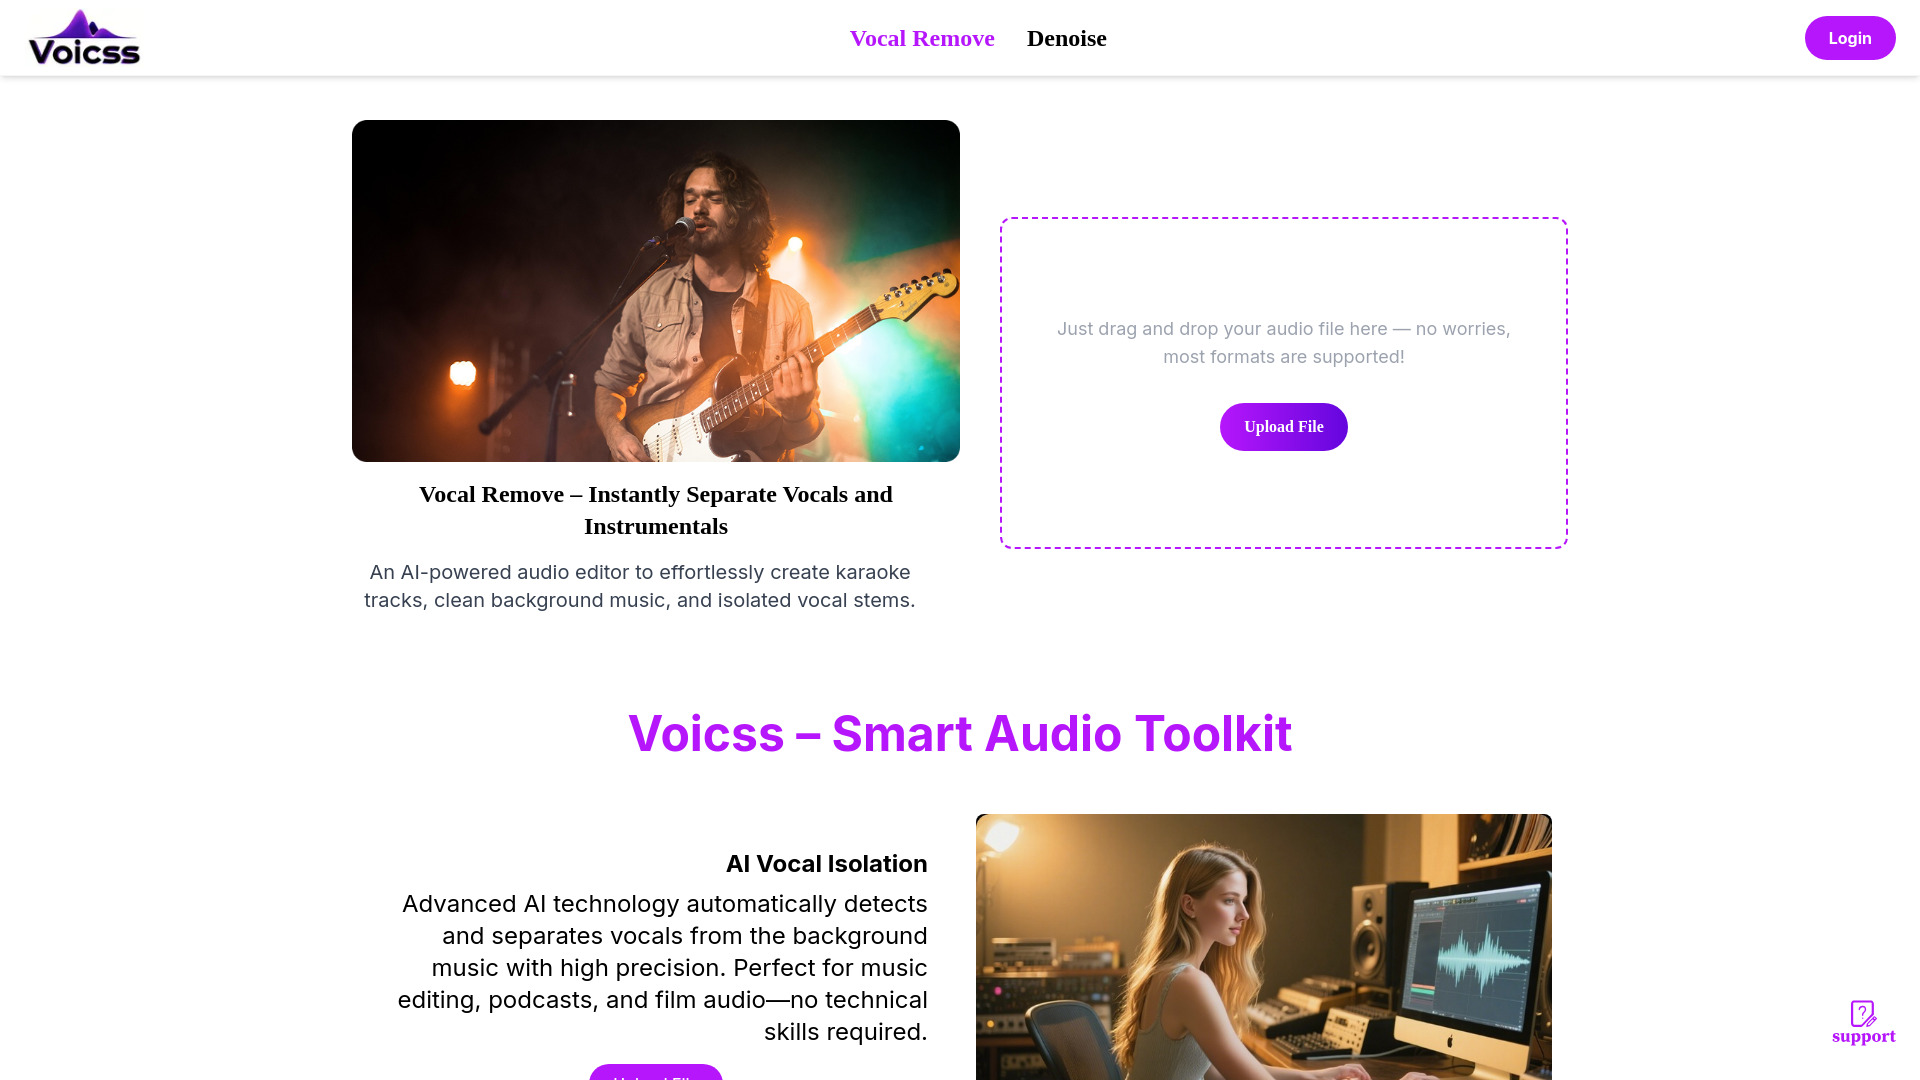 Voicss
Vocal Remove
Denoise
Login
Just drag and drop your audio file here — no worries,
most formats are supported!
Upload File
Vocal Remove – Instantly Separate Vocals and
Instrumentals
An AI-powered audio editor to effortlessly create karaoke
tracks, clean background music, and isolated vocal stems.
Voicss – Smart Audio Toolkit
AI Vocal Isolation
Advanced AI technology automatically detects
and separates vocals from the background
music with high precision. Perfect for music
editing, podcasts, and film audio—no technical
skills required.
support